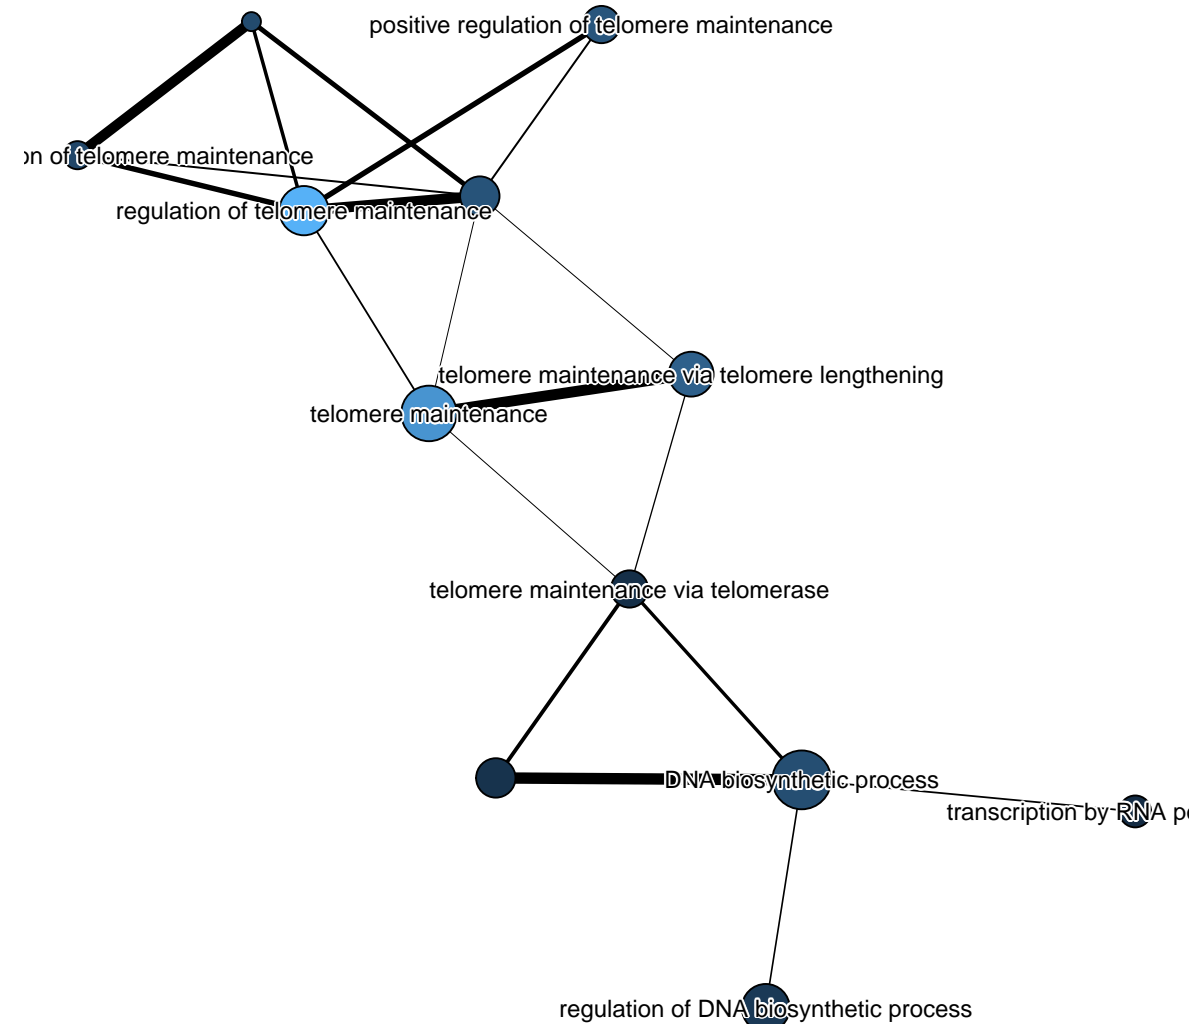 positive regulation of telomere maintenance
on of telomere maintenance
regulation of telomere maintenance
telomere maintenance via telomere lengthening
telomere maintenance
telomere maintenance via telomerase
DNA biosynthetic process
transcription by RNA p
regulation of DNA biosynthetic process